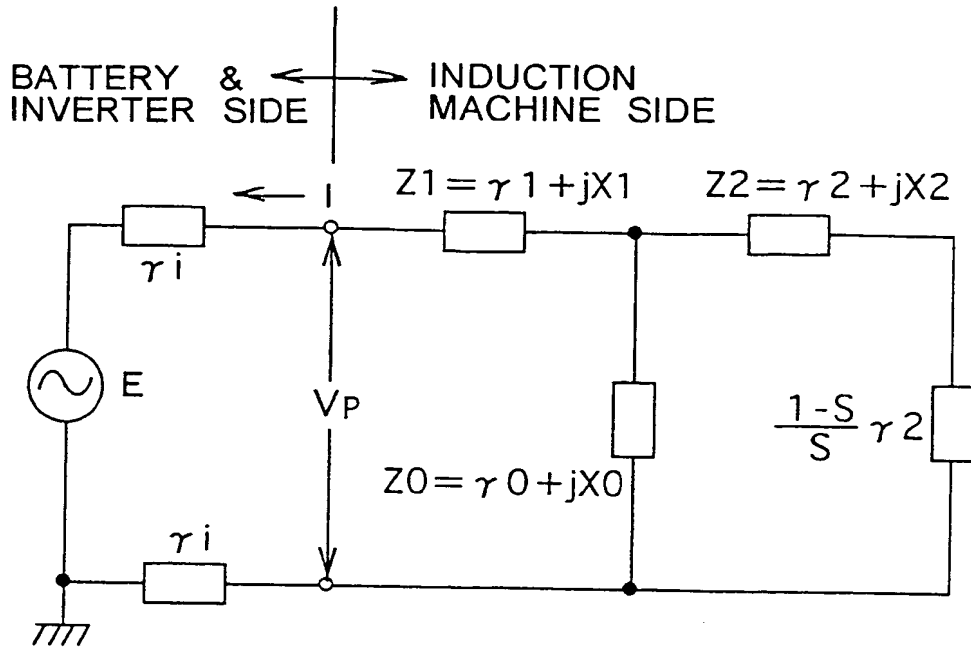 BATTERY &
INVERTER SIDE
INDUCTION
MACHINE SIDE
I
Z1=γ1+jX1
Z2=γ2+jX2
γi
E
VP
1-S
S
γ2
Z0=γ0+jX0
γi